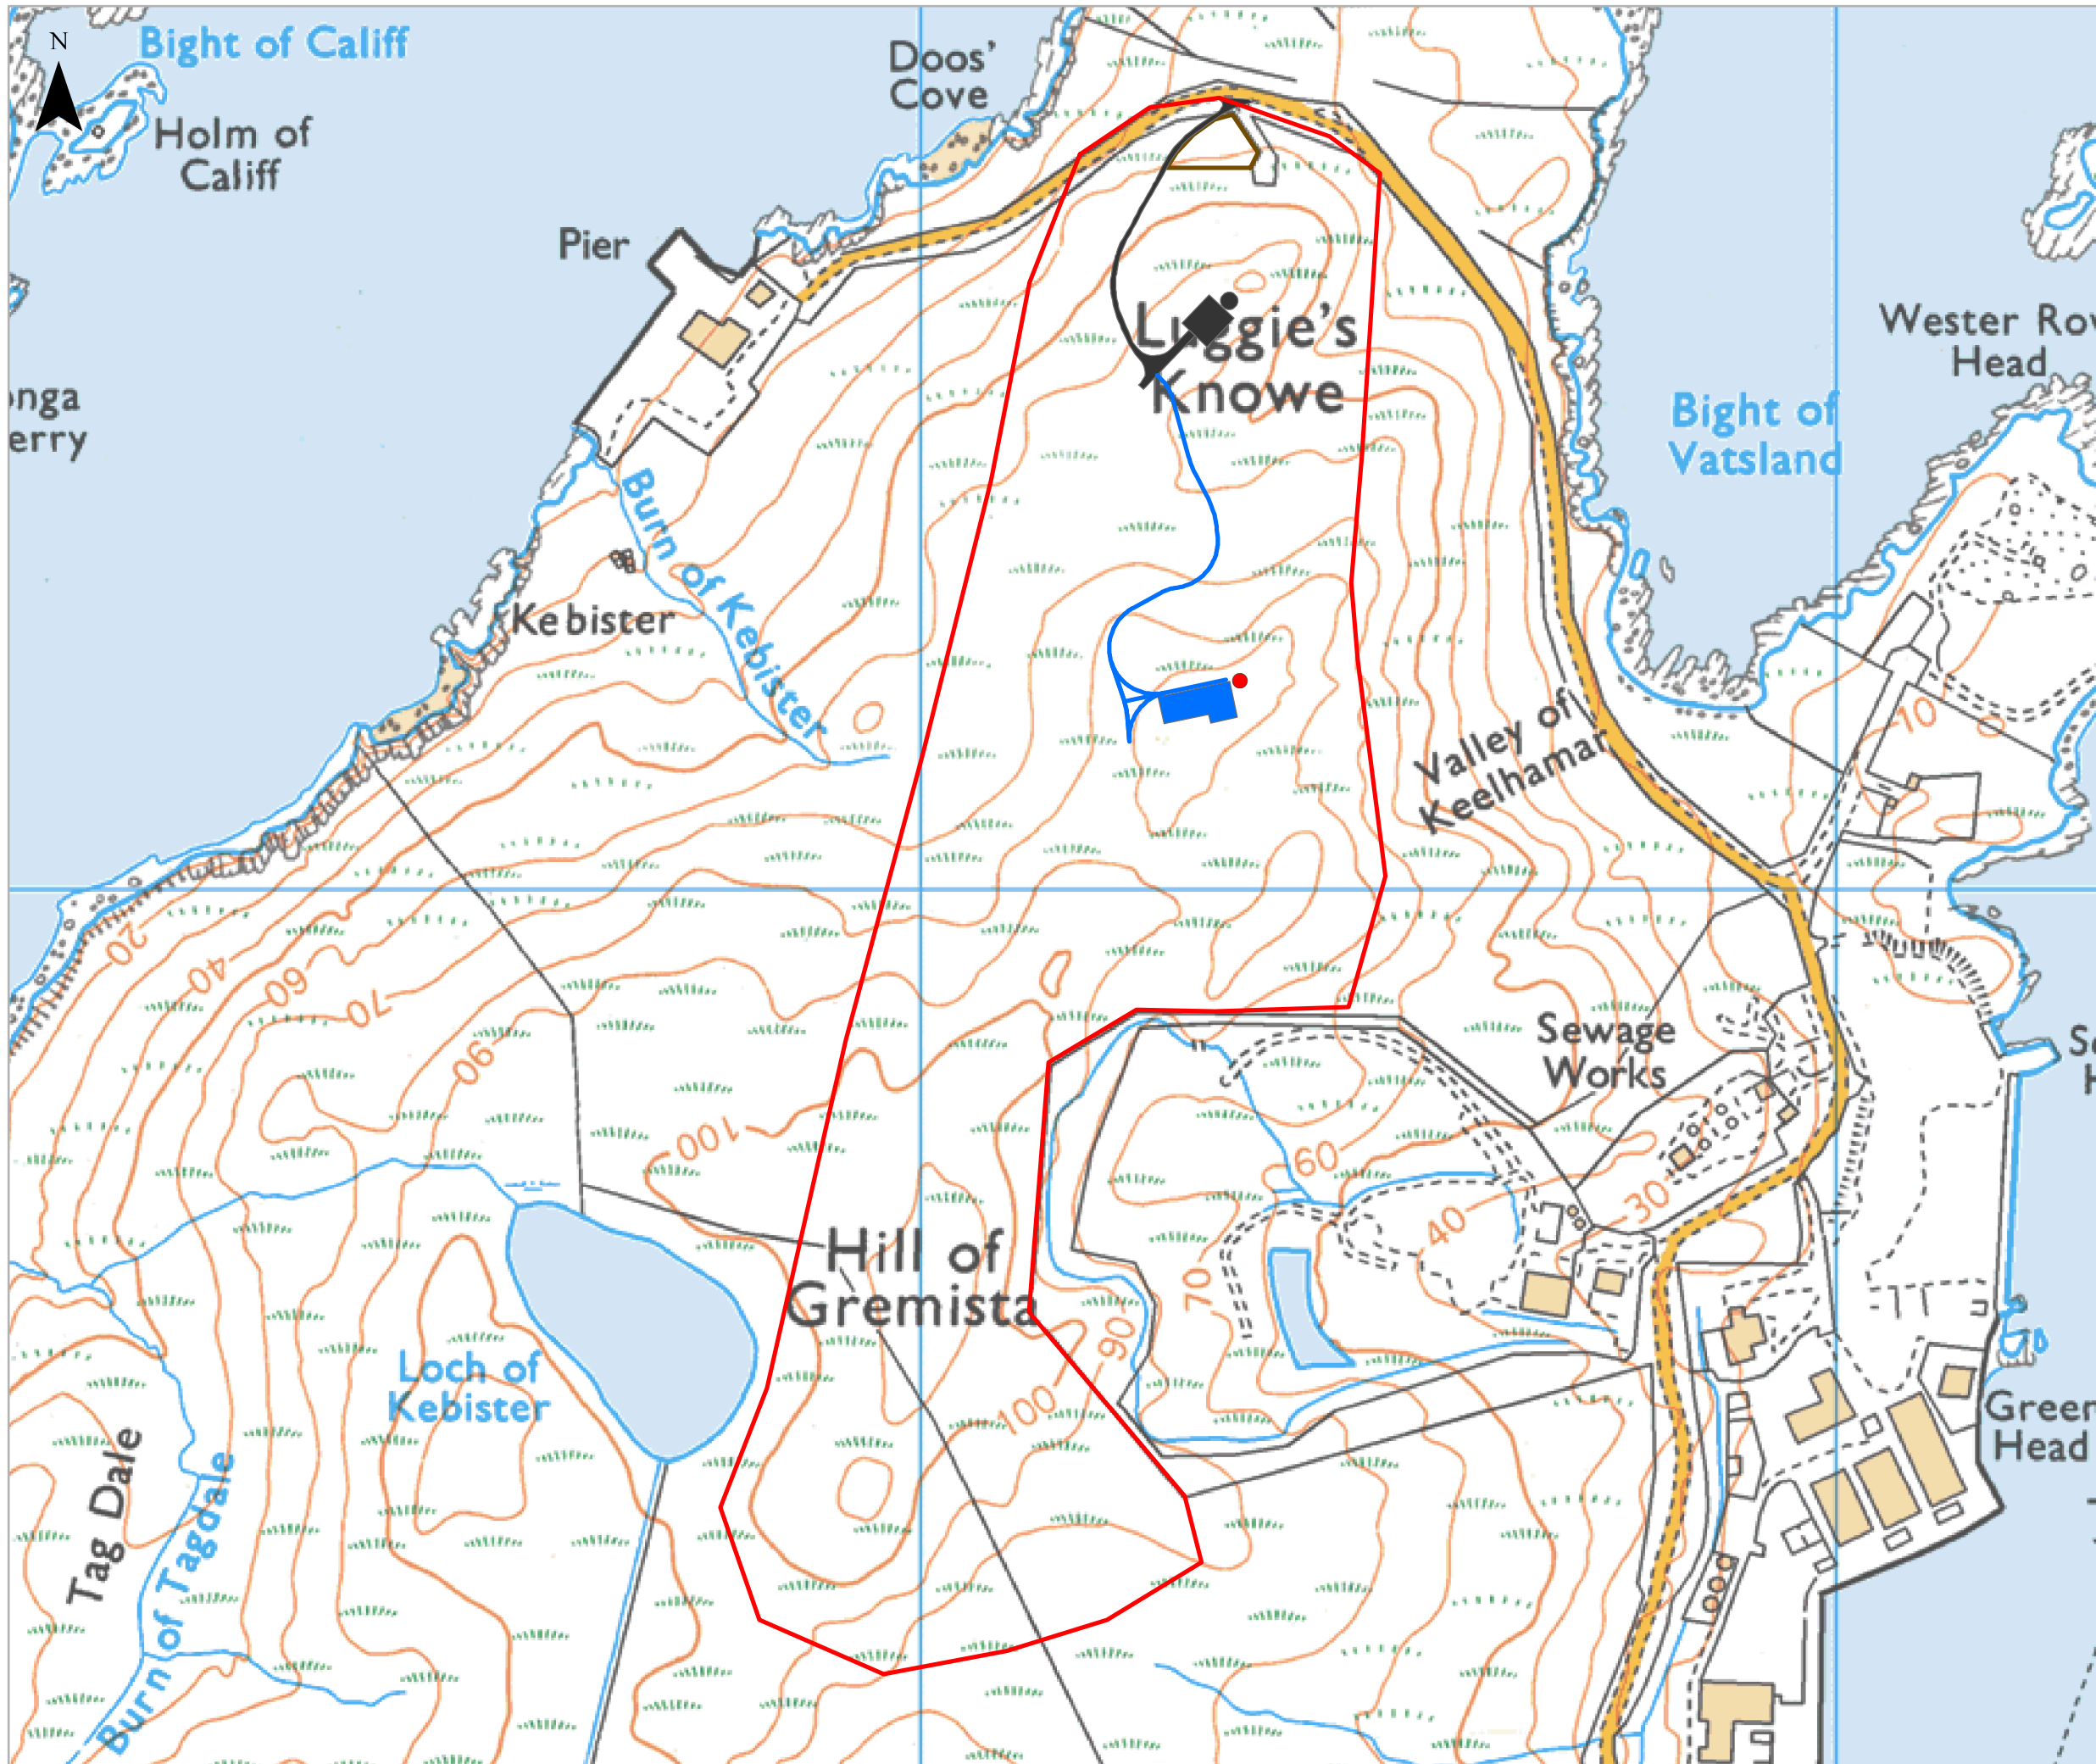 N
Bight of Califf
Holm of
Califf
Doos'
Cove
Pier
Luggie's
Knowe
Wester Rov
Head
Bight of
Vatsland
onga
erry
Burn of Kebister
Kebister
Valley of
Keelhamar
10
20
40
60
70
90
100
Sewage
Works
60
40
30
70
90
100
Hill of
Gremista
Loch of
Kebister
Tag Dale
Burn of Tagdale
Green
Head